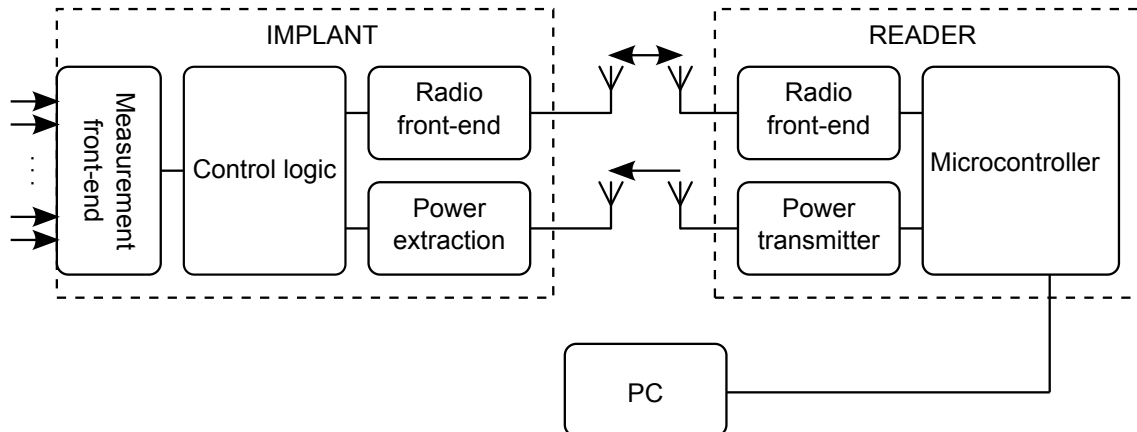 IMPLANT
READER
Measurement
front-end
Control logic
Radio
front-end
Power
extraction
Radio
front-end
Power
transmitter
Microcontroller
PC